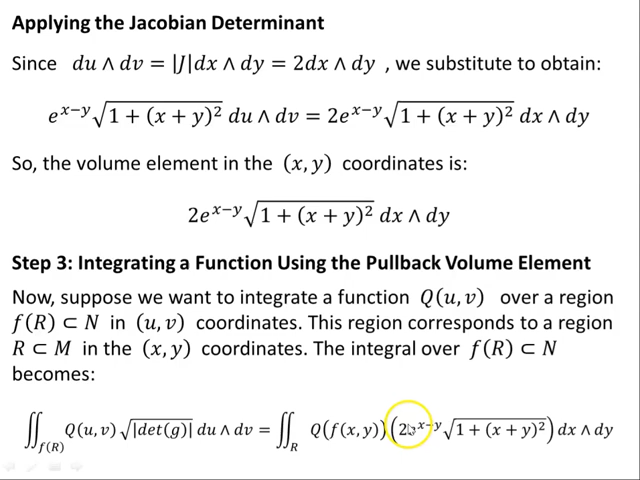 Applying the Jacobian Determinant
Since du ∧ dv = |J|dx ∧ dy = 2dx ∧ dy , we substitute to obtain:
e^{x−y}√(1 + (x + y)²) du ∧ dv = 2e^{x−y}√(1 + (x + y)²) dx ∧ dy
So, the volume element in the (x, y) coordinates is:
2e^{x−y}√(1 + (x + y)²) dx ∧ dy
Step 3: Integrating a Function Using the Pullback Volume Element
Now, suppose we want to integrate a function Q(u, v) over a region
f(R) ⊂ N in (u, v) coordinates. This region corresponds to a region
R ⊂ M in the (x, y) coordinates. The integral over f(R) ⊂ N
becomes:
∬_{f(R)} Q(u, v) √|det(g)| du ∧ dv = ∬_R Q(f(x, y)) (2e^{x−y} √(1 + (x + y)²)) dx ∧ dy